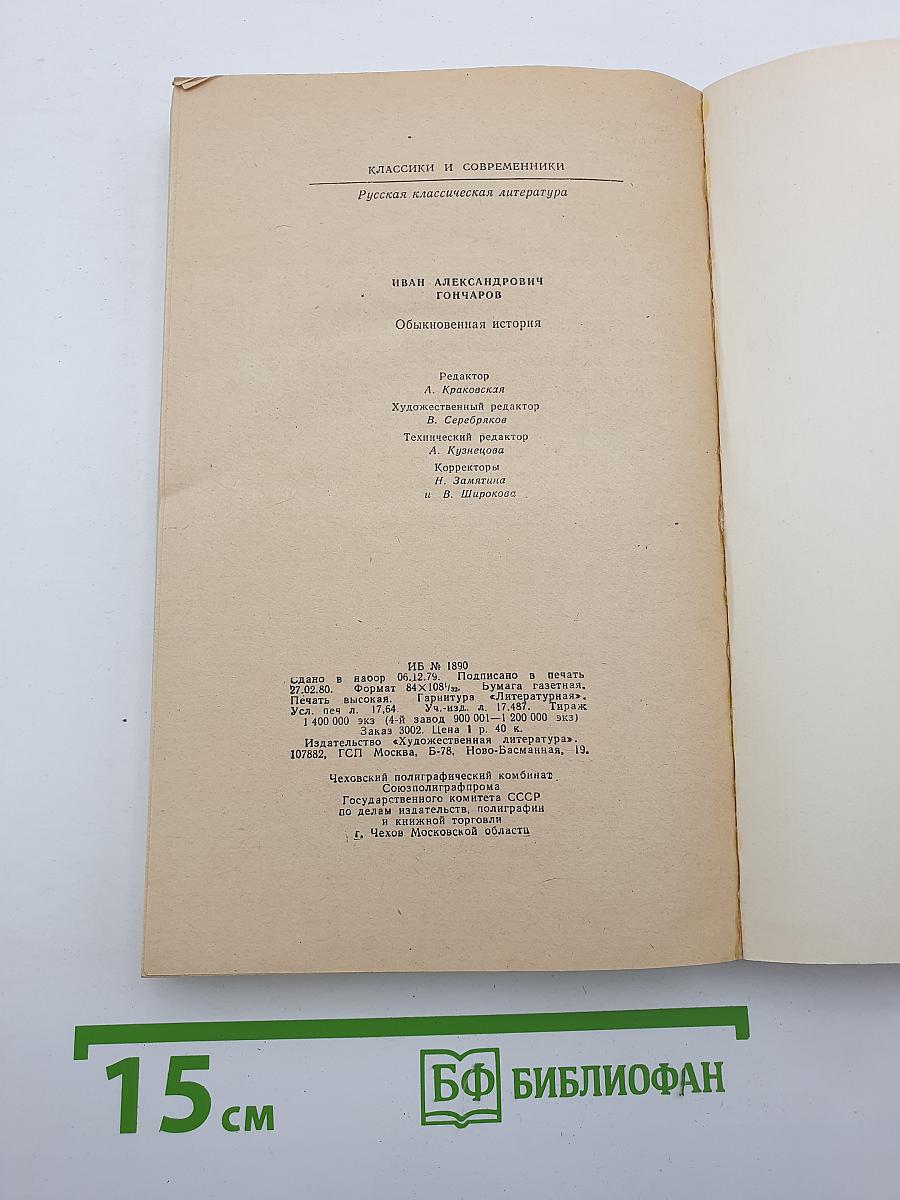 КЛАССИКИ И СОВРЕМЕННИКИ
Русская классическая литература
ИВАН АЛЕКСАНДРОВИЧ
ГОНЧАРОВ
Обыкновенная история
Редактор
А. Краковская
Художественный редактор
В. Серебряков
Технический редактор
А. Кузнецова
Корректоры
Н. Замятина
и В. Широкова
ИБ № 1890
Сдано в набор 06.12.79. Подписано в печать
27.02.80. Формат 84×108¹/₃₂. Бумага газетная.
Печать высокая. Гарнитура «Литературная».
Усл. печ л. 17,64. Уч.-изд. л. 17,487. Тираж
1 400 000 экз (4-й завод 900 001—1 200 000 экз)
Заказ 3002. Цена 1 р. 40 к.
Издательство «Художественная литература».
107882, ГСП Москва, Б-78, Ново-Басманная, 19.
Чеховский полиграфический комбинат
Союзполиграфпрома
Государственного комитета СССР
по делам издательств, полиграфии
и книжной торговли
г. Чехов Московской области
15 см
БФ БИБЛИОФАН